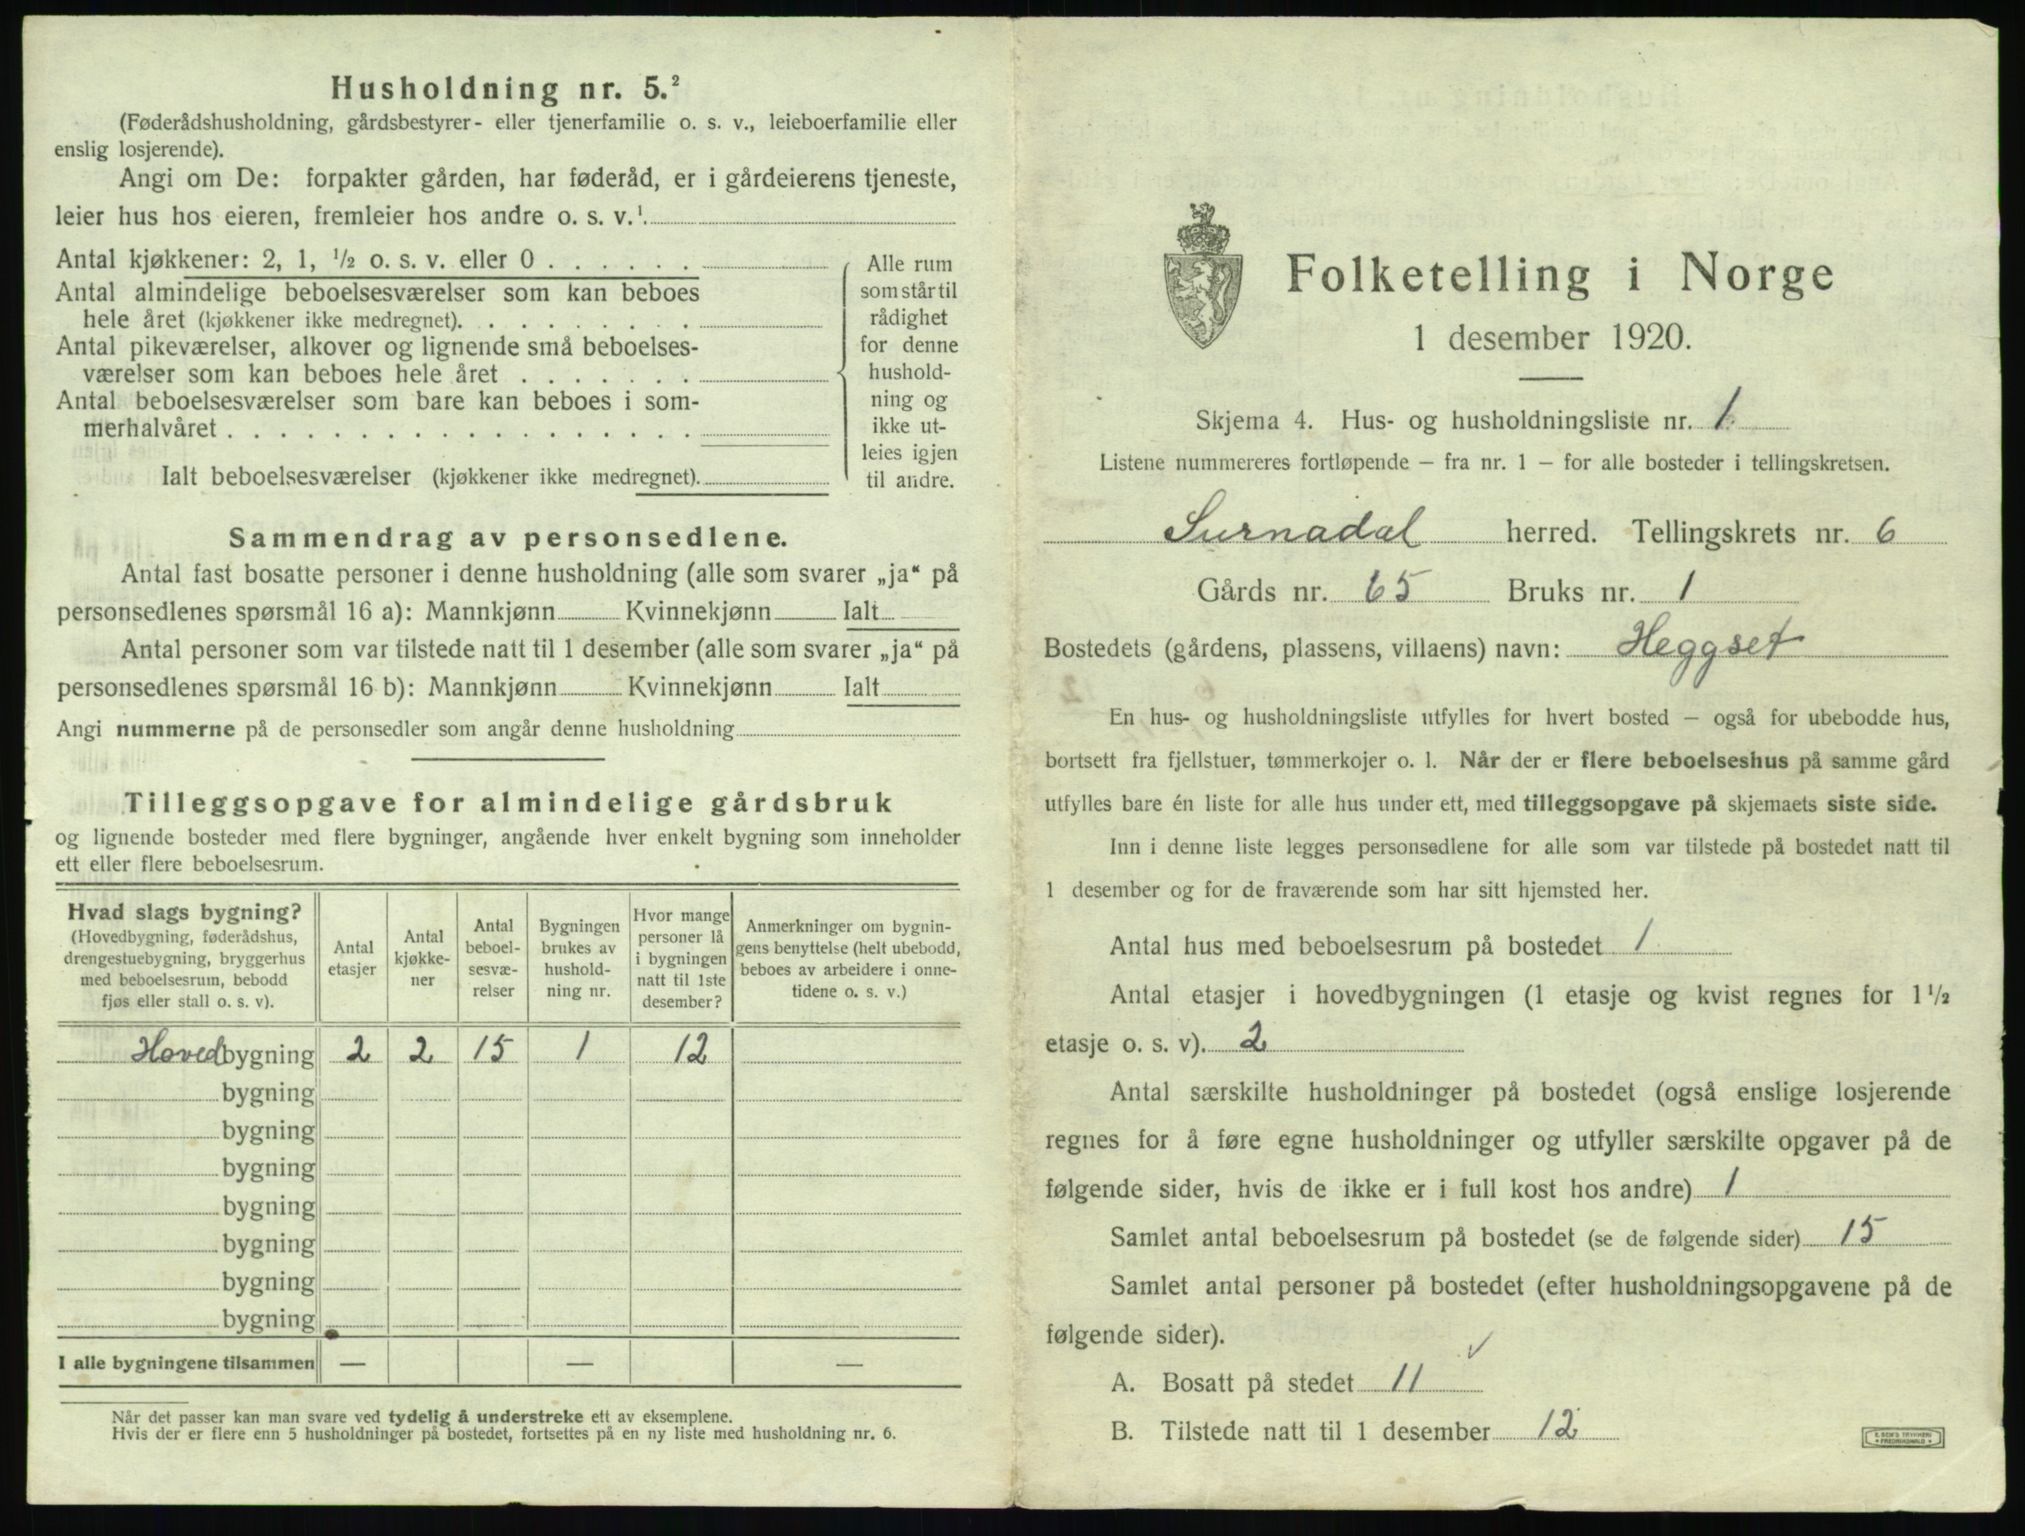 Husholdning nr. 5.²
(Føderådshusholdning, gårdsbestyrer- eller tjenerfamilie o. s. v., leieboerfamilie eller
enslig losjerende).
Angi om De: forpakter gården, har føderåd, er i gårdeierens tjeneste,
leier hus hos eieren, fremleier hos andre o. s. v.¹
Antal kjøkkener: 2, 1, ½ o. s. v. eller 0 . . . . . .
Antal almindelige beboelsesværelser som kan beboes
hele året (kjøkkener ikke medregnet). . . . . . . . .
Antal pikeværelser, alkover og lignende små beboelses-
værelser som kan beboes hele året . . . . . . .
Antal beboelsesværelser som bare kan beboes i som-
merhalvåret . . . . . . . . . . . . . . . . . .
Ialt beboelsesværelser (kjøkkener ikke medregnet).
Alle rum
som står til
rådighet
for denne
hushold-
ning og
ikke ut-
leies igjen
til andre.
Sammendrag av personsedlene.
Antal fast bosatte personer i denne husholdning (alle som svarer „ja“ på
personsedlenes spørsmål 16 a): Mannkjønn Kvinnekjønn Ialt
Antal personer som var tilstede natt til 1 desember (alle som svarer „ja“ på
personsedlenes spørsmål 16 b): Mannkjønn Kvinnekjønn Ialt
Angi nummerne på de personsedler som angår denne husholdning
Tilleggsopgave for almindelige gårdsbruk
og lignende bosteder med flere bygninger, angående hver enkelt bygning som inneholder
ett eller flere beboelsesrum.
Hvad slags bygning?
(Hovedbygning, føderådshus,
drengestuebygning, bryggerhus
med beboelsesrum, bebodd
fjøs eller stall o. s. v).
Antal
etasjer
Antal
kjøkke-
ner
Antal
beboel-
sesvæ-
relser
Bygningen
brukes av
hushold-
ning nr.
Hvor mange
personer lå
i bygningen
natt til 1ste
desember?
Anmerkninger om bygnin-
gens benyttelse (helt ubebodd,
beboes av arbeidere i onne-
tidene o. s. v.)
Hovedbygning 2 2 15 1 12
bygning
bygning
bygning
bygning
bygning
bygning
bygning
I alle bygningene tilsammen — — —
Når det passer kan man svare ved tydelig å understreke ett av eksemplene.
Hvis der er flere enn 5 husholdninger på bostedet, fortsettes på en ny liste med husholdning nr. 6.
Folketelling i Norge
1 desember 1920.
Skjema 4. Hus- og husholdningsliste nr. 1
Listene nummereres fortløpende – fra nr. 1 – for alle bosteder i tellingskretsen.
Surnadal herred. Tellingskrets nr. 6
Gårds nr. 65 Bruks nr. 1
Bostedets (gårdens, plassens, villaens) navn: Heggset
En hus- og husholdningsliste utfylles for hvert bosted – også for ubebodde hus,
bortsett fra fjellstuer, tømmerkojer o. l. Når der er flere beboelseshus på samme gård
utfylles bare én liste for alle hus under ett, med tilleggsopgave på skjemaets siste side.
Inn i denne liste legges personsedlene for alle som var tilstede på bostedet natt til
1 desember og for de fraværende som har sitt hjemsted her.
Antal hus med beboelsesrum på bostedet 1
Antal etasjer i hovedbygningen (1 etasje og kvist regnes for 1½
etasje o. s. v). 2
Antal særskilte husholdninger på bostedet (også enslige losjerende
regnes for å føre egne husholdninger og utfyller særskilte opgaver på de
følgende sider, hvis de ikke er i full kost hos andre) 1
Samlet antal beboelsesrum på bostedet (se de følgende sider) 15
Samlet antal personer på bostedet (efter husholdningsopgavene på de
følgende sider).
A. Bosatt på stedet 11 ✓
B. Tilstede natt til 1 desember 12